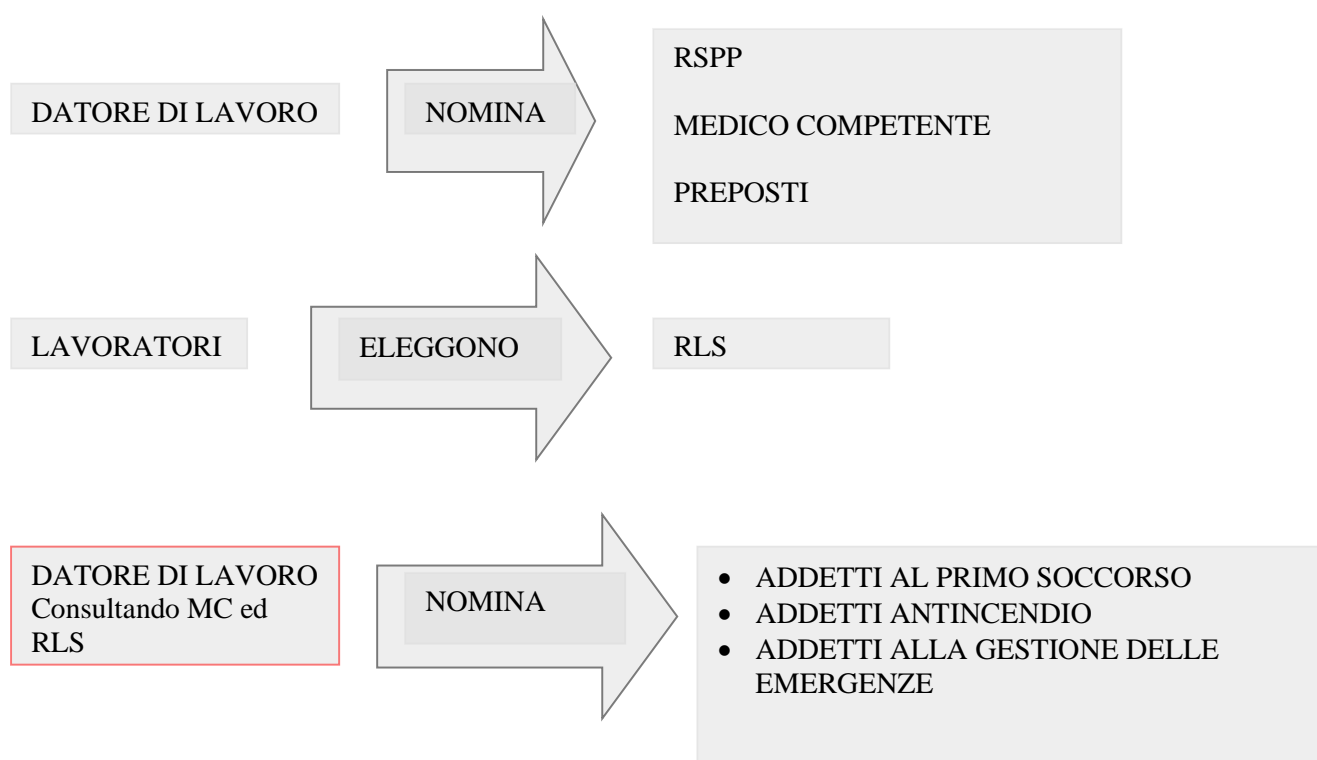 DATORE DI LAVORO
NOMINA
RSPP
MEDICO COMPETENTE
PREPOSTI
LAVORATORI
ELEGGONO
RLS
DATORE DI LAVORO
Consultando MC ed
RLS
NOMINA
• ADDETTI AL PRIMO SOCCORSO
• ADDETTI ANTINCENDIO
• ADDETTI ALLA GESTIONE DELLE
EMERGENZE